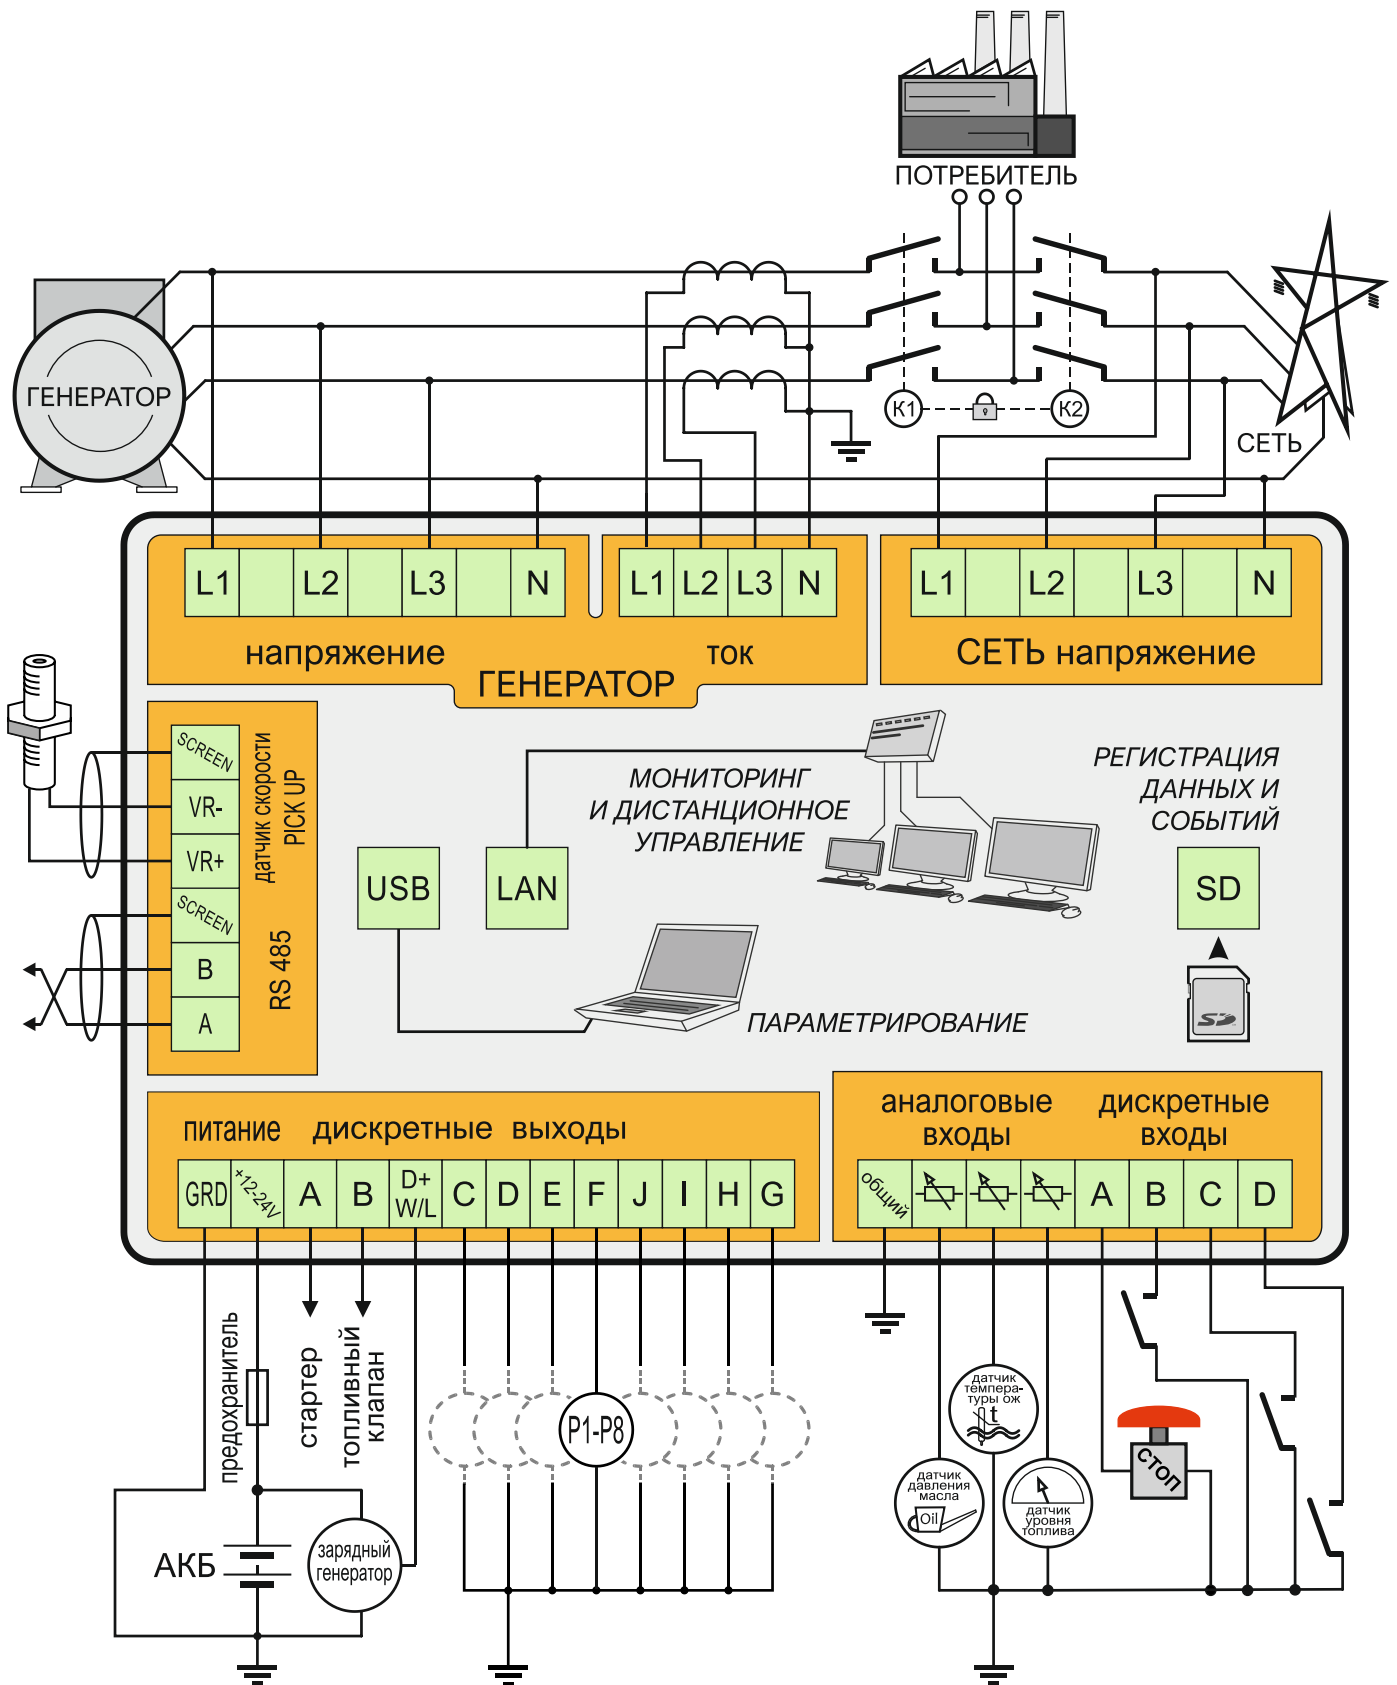 ПОТРЕБИТЕЛЬ
ГЕНЕРАТОР
К1
К2
СЕТЬ
L1 L2 L3 N
L1 L2 L3 N
L1 L2 L3 N
напряжение
ток
СЕТЬ напряжение
ГЕНЕРАТОР
SCREEN
VR-
VR+
SCREEN
B
A
датчик скорости
PICK UP
RS 485
МОНИТОРИНГ
И ДИСТАНЦИОННОЕ
УПРАВЛЕНИЕ
РЕГИСТРАЦИЯ
ДАННЫХ И
СОБЫТИЙ
USB
LAN
SD
SD
ПАРАМЕТРИРОВАНИЕ
питание
дискретные выходы
GRD
+12-24V
A
B
D+
W/L
C D E F J I H G
аналоговые
входы
дискретные
входы
общий
A B C D
предохранитель
стартер
топливный
клапан
P1-P8
АКБ
зарядный
генератор
датчик
темпера-
туры ож
t
датчик
давления
масла
Oil
датчик
уровня
топлива
СТОП